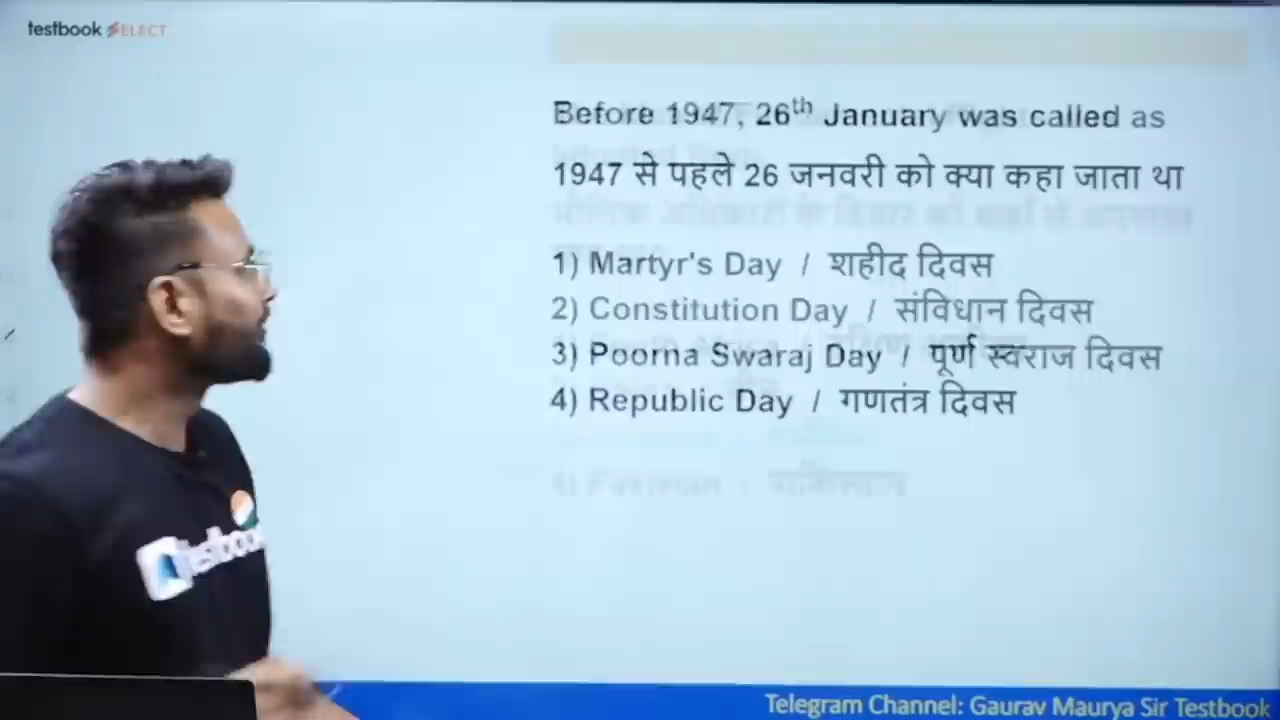 testbook SELECT
Before 1947, 26th January was called as
1947 से पहले 26 जनवरी को क्या कहा जाता था
1) Martyr's Day / शहीद दिवस
2) Constitution Day / संविधान दिवस
3) Poorna Swaraj Day / पूर्ण स्वराज दिवस
4) Republic Day / गणतंत्र दिवस
testbook
Telegram Channel: Gaurav Maurya Sir Testbook